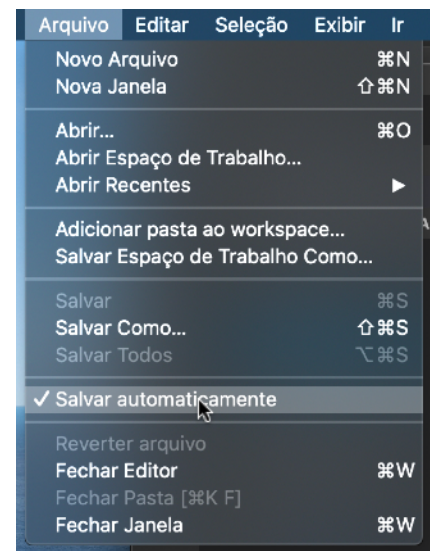 Arquivo Editar Seleção Exibir Ir
Novo Arquivo ⌘N
Nova Janela ⇧⌘N
Abrir... ⌘O
Abrir Espaço de Trabalho...
Abrir Recentes ▶
Adicionar pasta ao workspace...
Salvar Espaço de Trabalho Como...
Salvar ⌘S
Salvar Como... ⇧⌘S
Salvar Todos ⌥⌘S
✓ Salvar automaticamente
Reverter arquivo
Fechar Editor ⌘W
Fechar Pasta [⌘K F]
Fechar Janela ⌘W